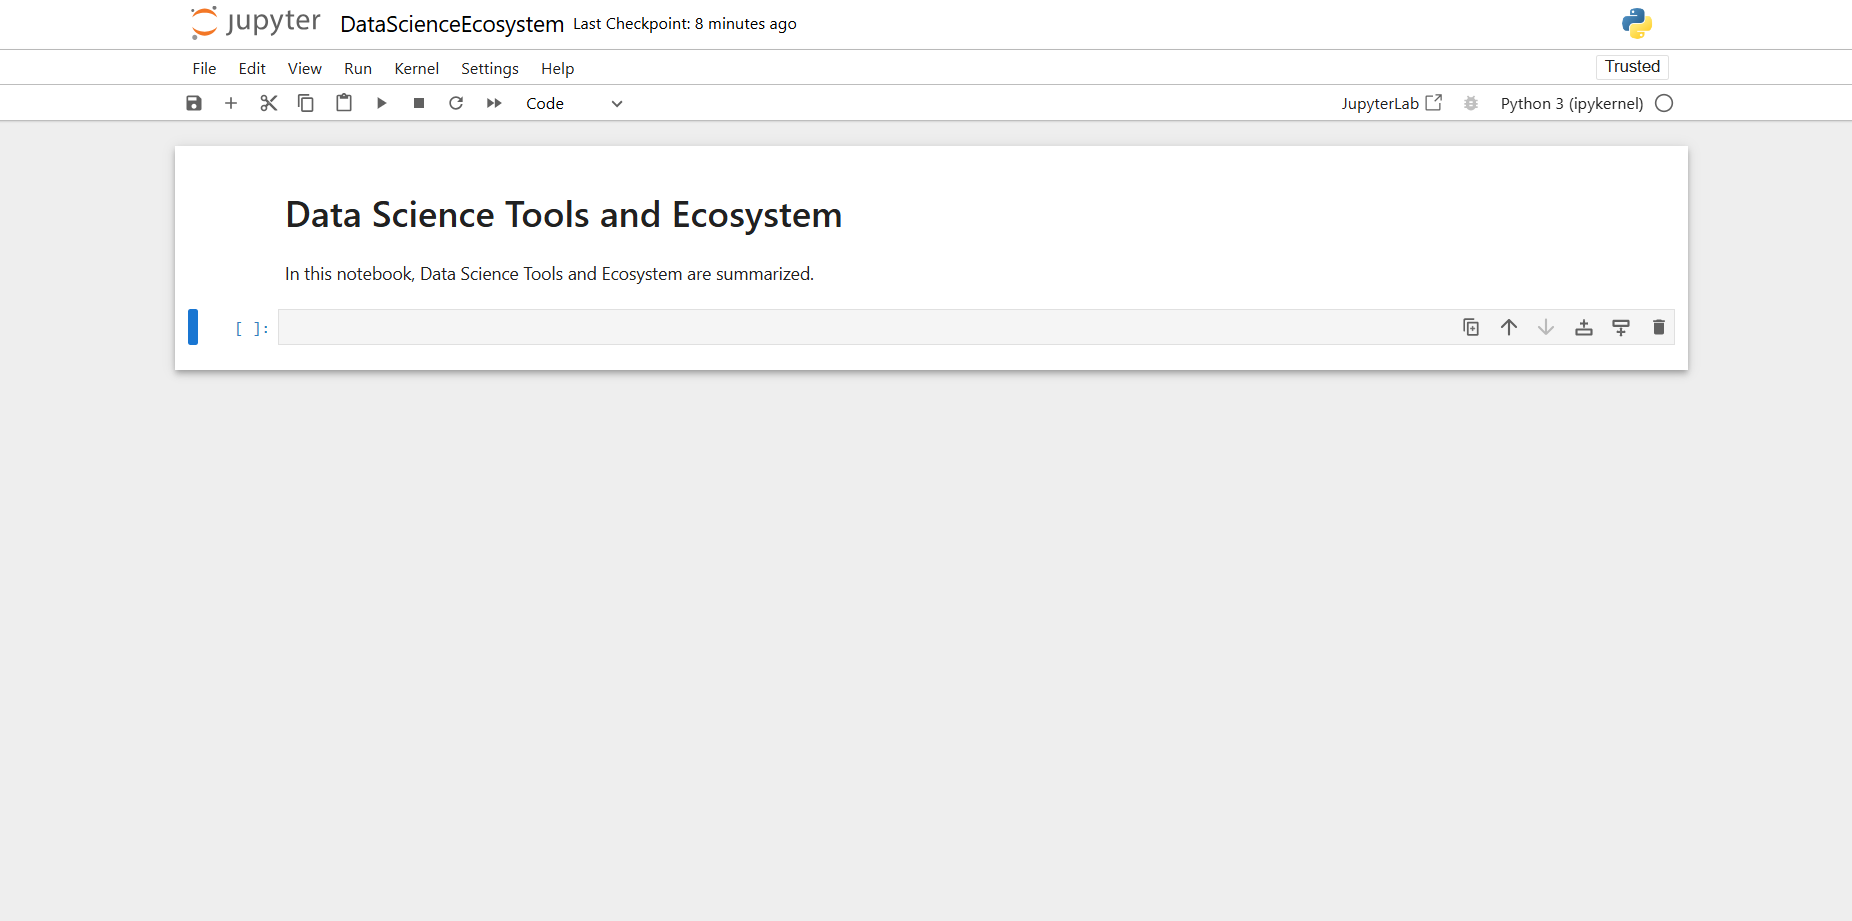 jupyter DataScienceEcosystem Last Checkpoint: 8 minutes ago
File Edit View Run Kernel Settings Help Trusted
Code JupyterLab Python 3 (ipykernel)
Data Science Tools and Ecosystem
In this notebook, Data Science Tools and Ecosystem are summarized.
[ ]: